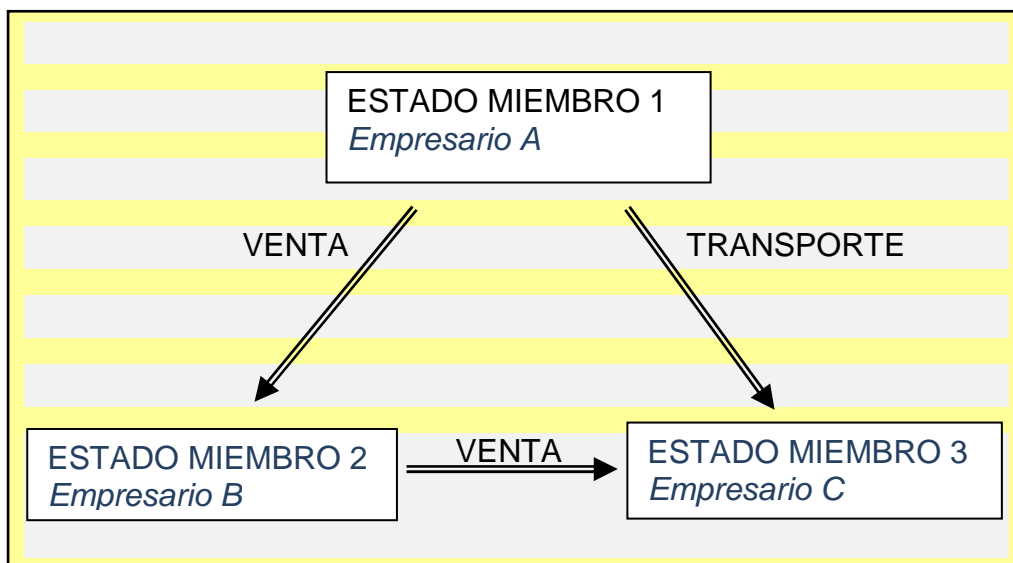 ESTADO MIEMBRO 1
Empresario A
VENTA
TRANSPORTE
ESTADO MIEMBRO 2
Empresario B
VENTA
ESTADO MIEMBRO 3
Empresario C